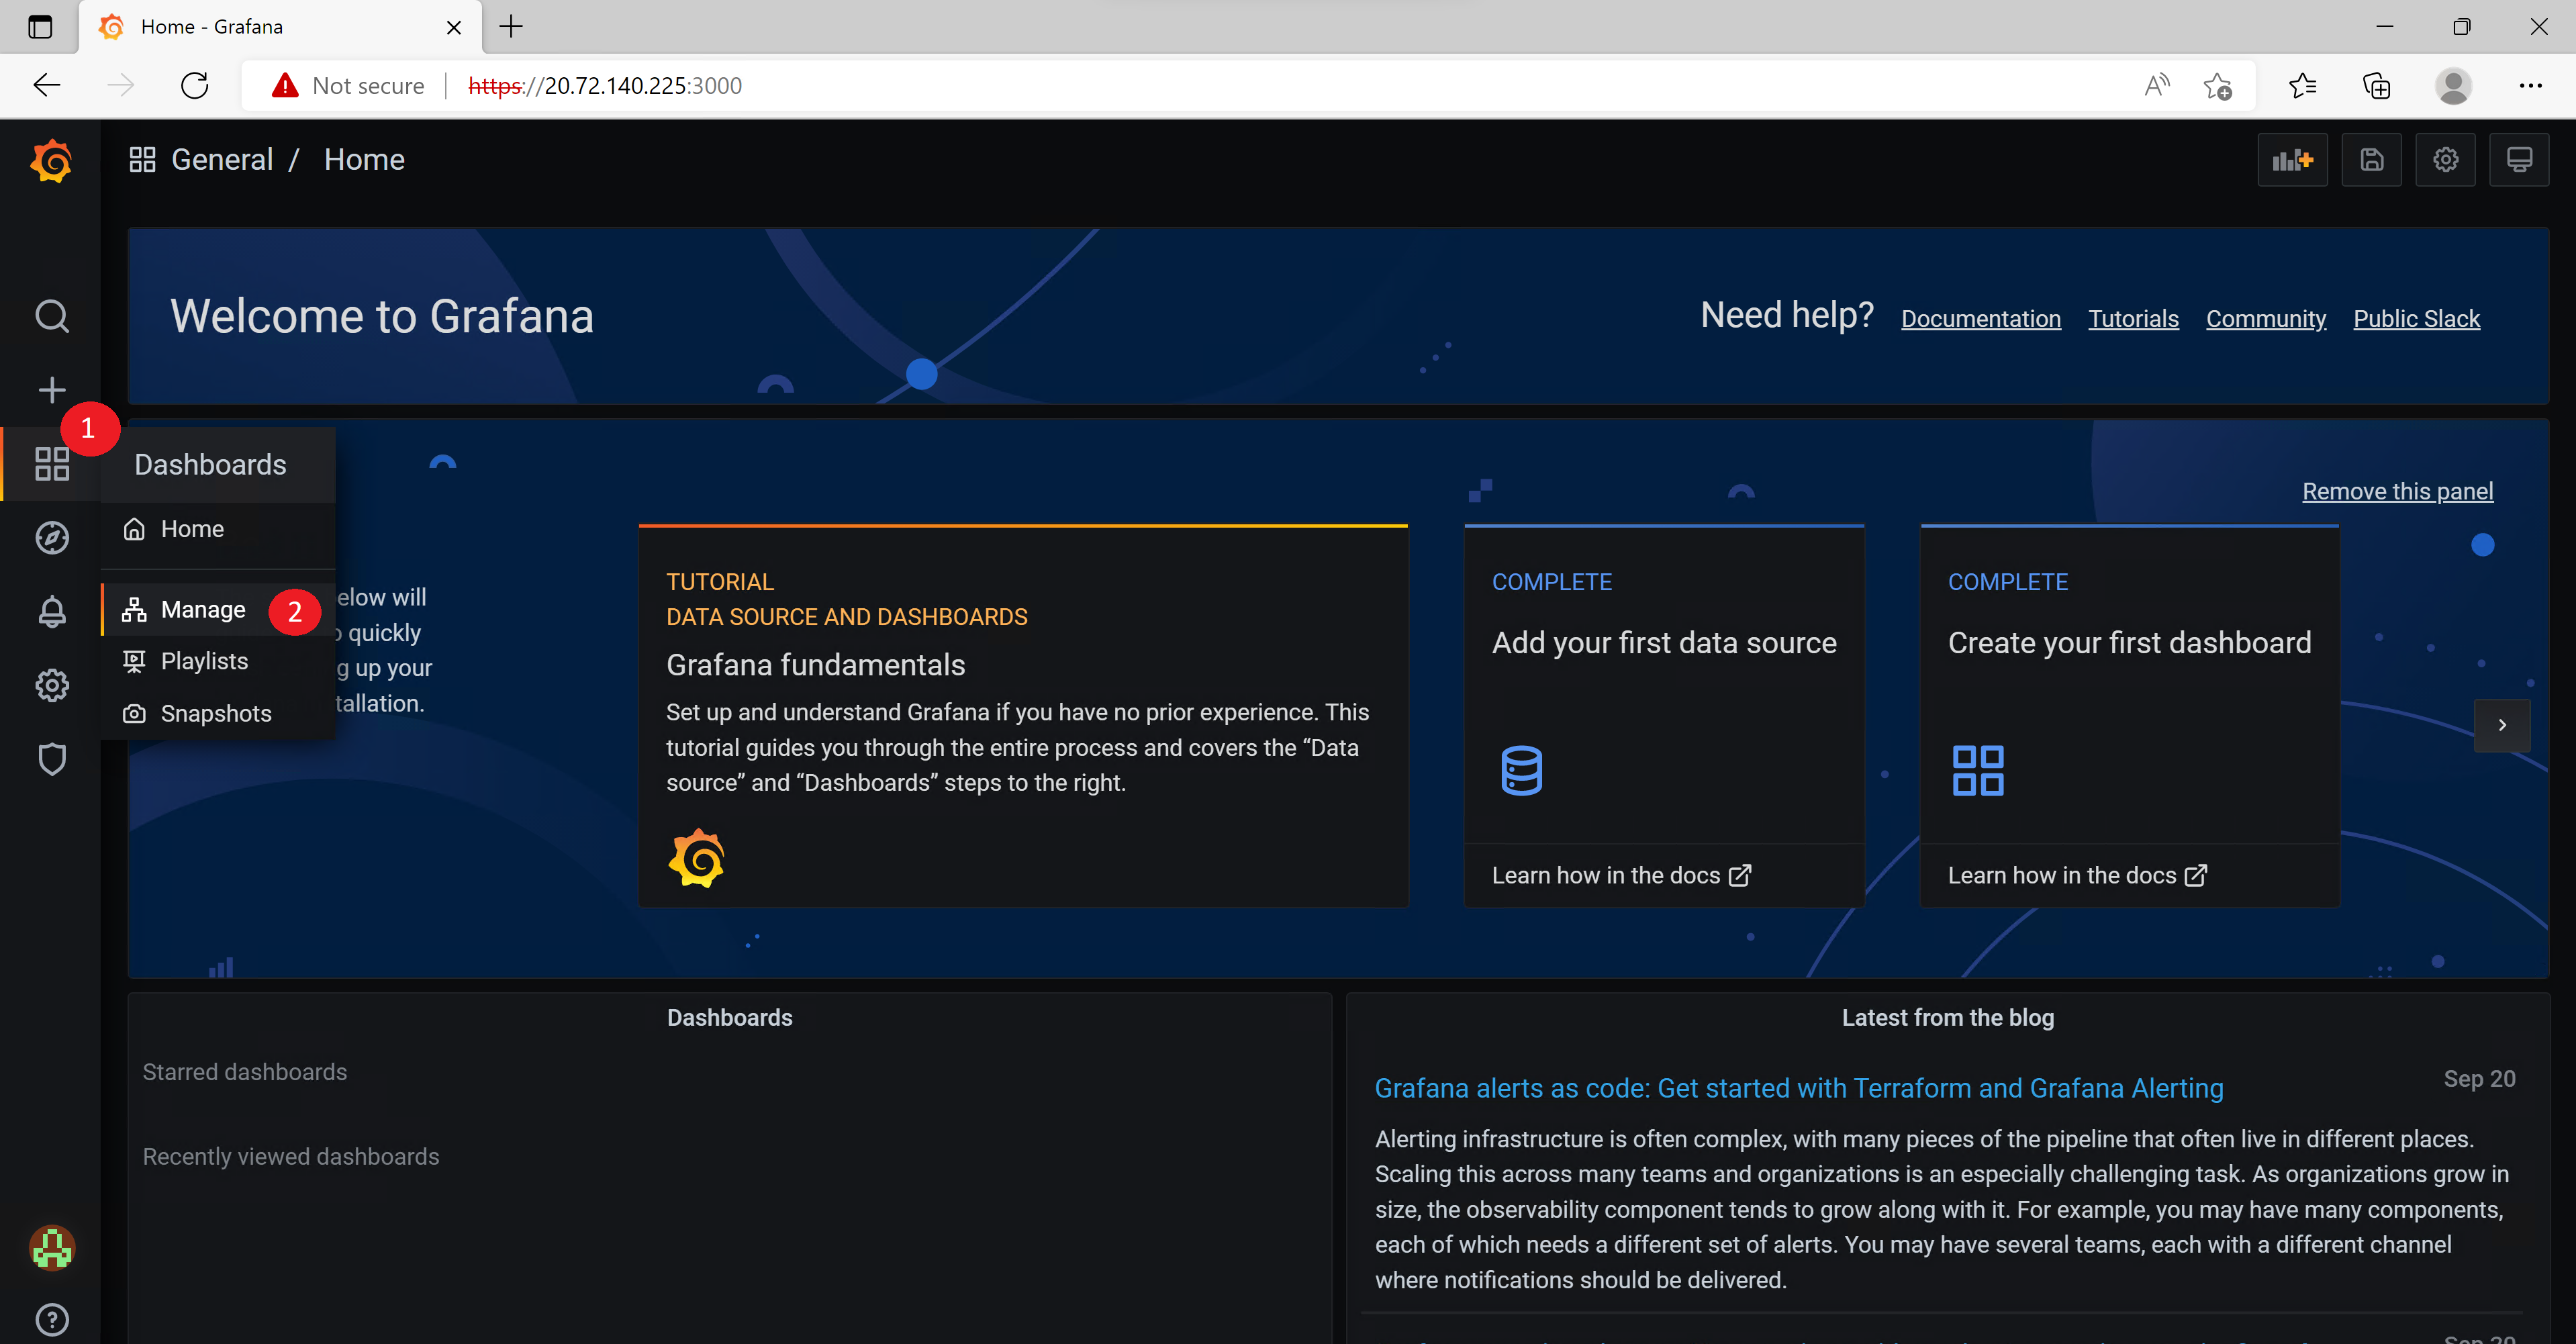 Home - Grafana
Not secure
https://20.72.140.225:3000
General / Home
Welcome to Grafana
Need help? Documentation Tutorials Community Public Slack
1
Dashboards
Home
Manage 2
Playlists
Snapshots
elow will
quickly
g up your
tallation.
Remove this panel
TUTORIAL
DATA SOURCE AND DASHBOARDS
Grafana fundamentals
Set up and understand Grafana if you have no prior experience. This
tutorial guides you through the entire process and covers the “Data
source” and “Dashboards” steps to the right.
COMPLETE
Add your first data source
Learn how in the docs
COMPLETE
Create your first dashboard
Learn how in the docs
Dashboards
Starred dashboards
Recently viewed dashboards
Latest from the blog
Grafana alerts as code: Get started with Terraform and Grafana Alerting
Sep 20
Alerting infrastructure is often complex, with many pieces of the pipeline that often live in different places.
Scaling this across many teams and organizations is an especially challenging task. As organizations grow in
size, the observability component tends to grow along with it. For example, you may have many components,
each of which needs a different set of alerts. You may have several teams, each with a different channel
where notifications should be delivered.
Sep 20